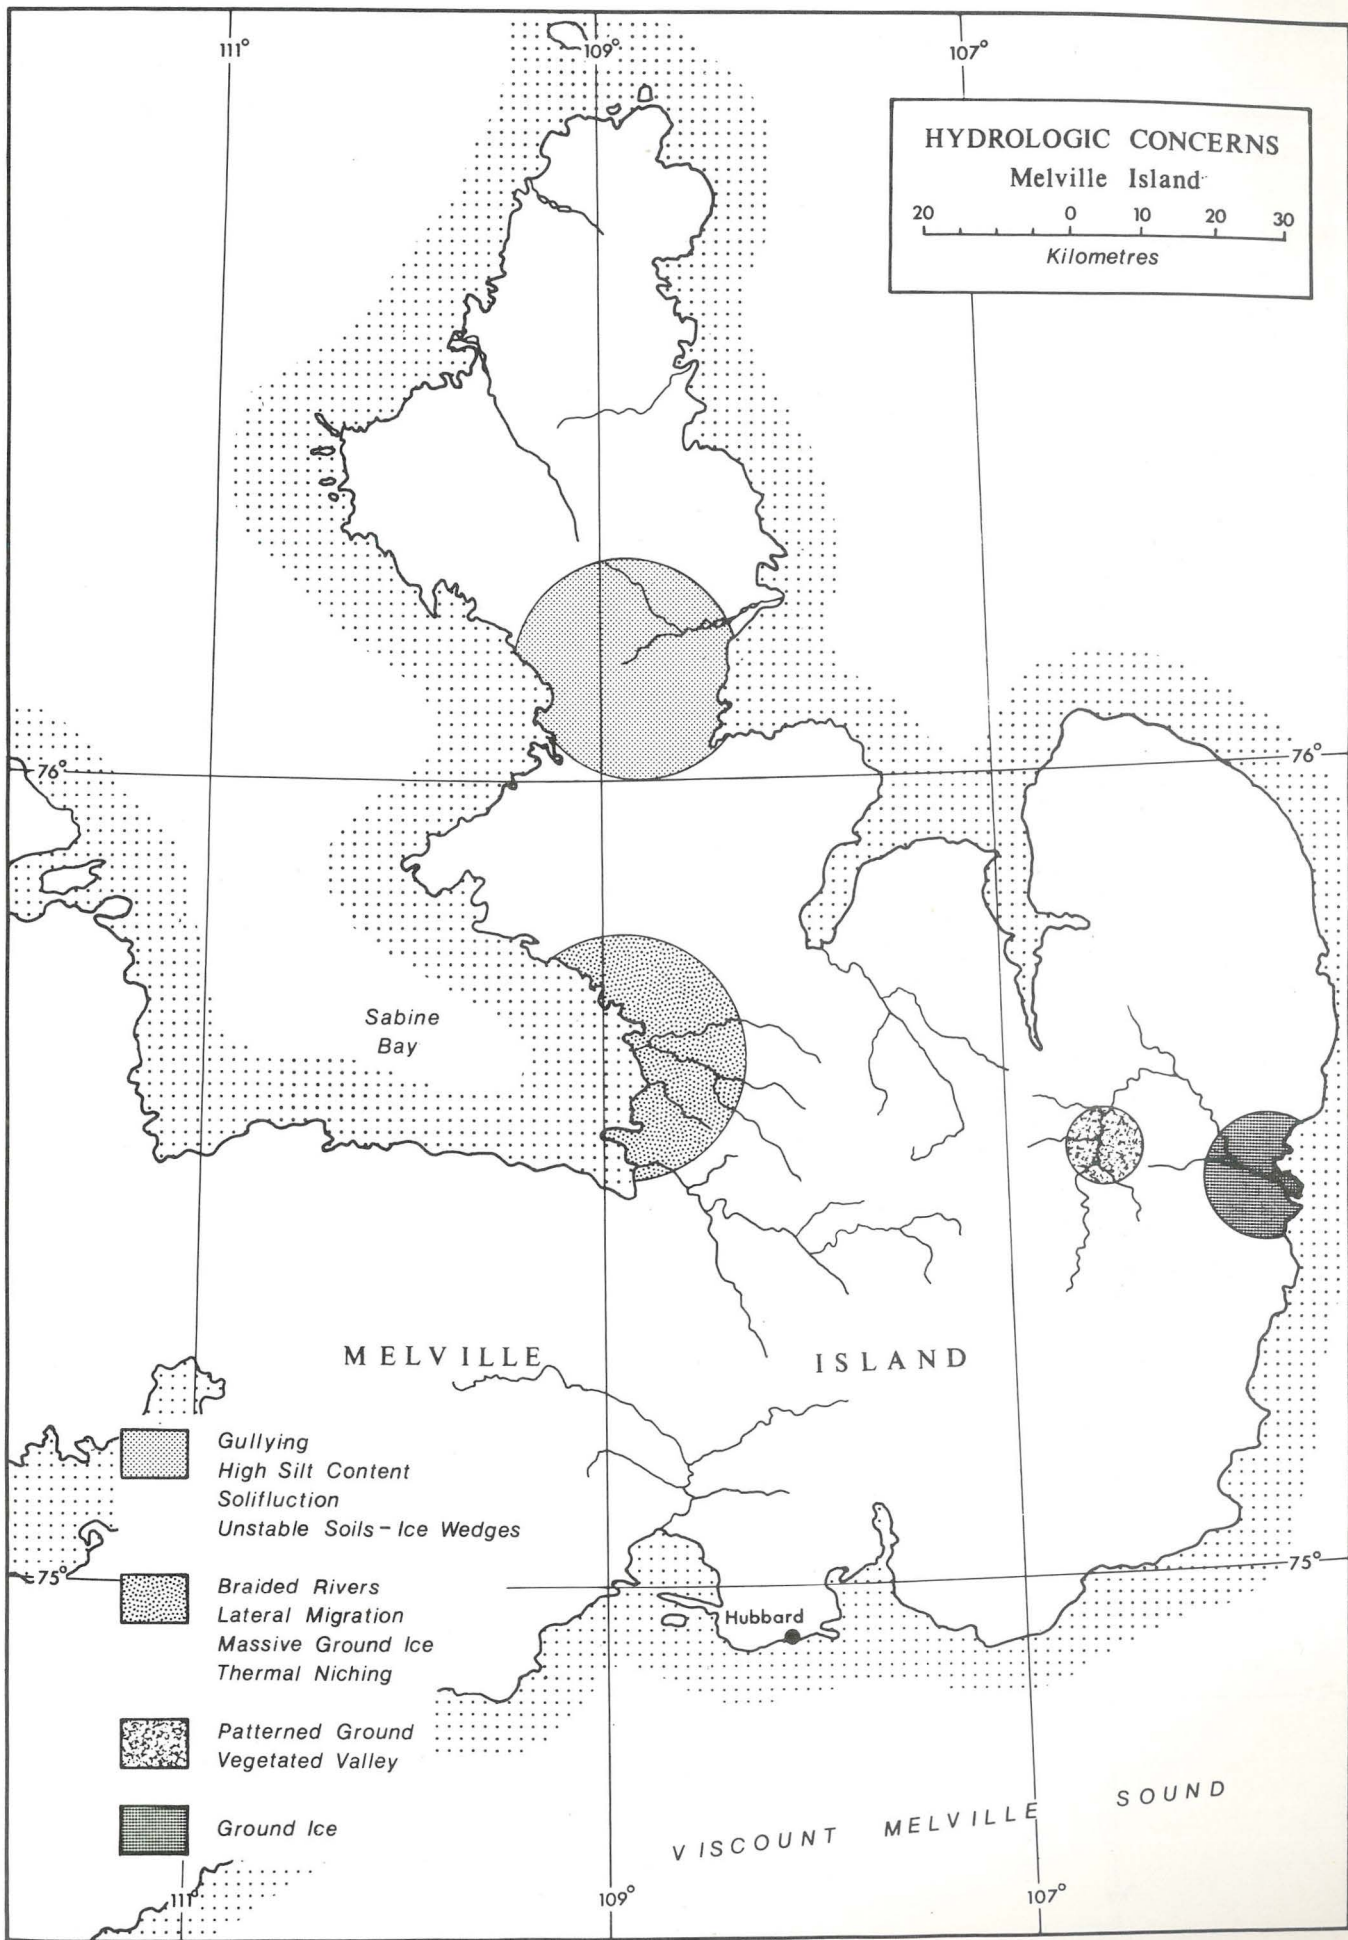 111°
109°
107°
HYDROLOGIC CONCERNS
Melville Island
20 0 10 20 30
Kilometres
76°
76°
Sabine
Bay
MELVILLE ISLAND
Gullying
High Silt Content
Solifluction
Unstable Soils – Ice Wedges
75°
75°
Braided Rivers
Lateral Migration
Massive Ground Ice
Thermal Niching
Hubbard
Patterned Ground
Vegetated Valley
Ground Ice
VISCOUNT MELVILLE SOUND
111°
109°
107°